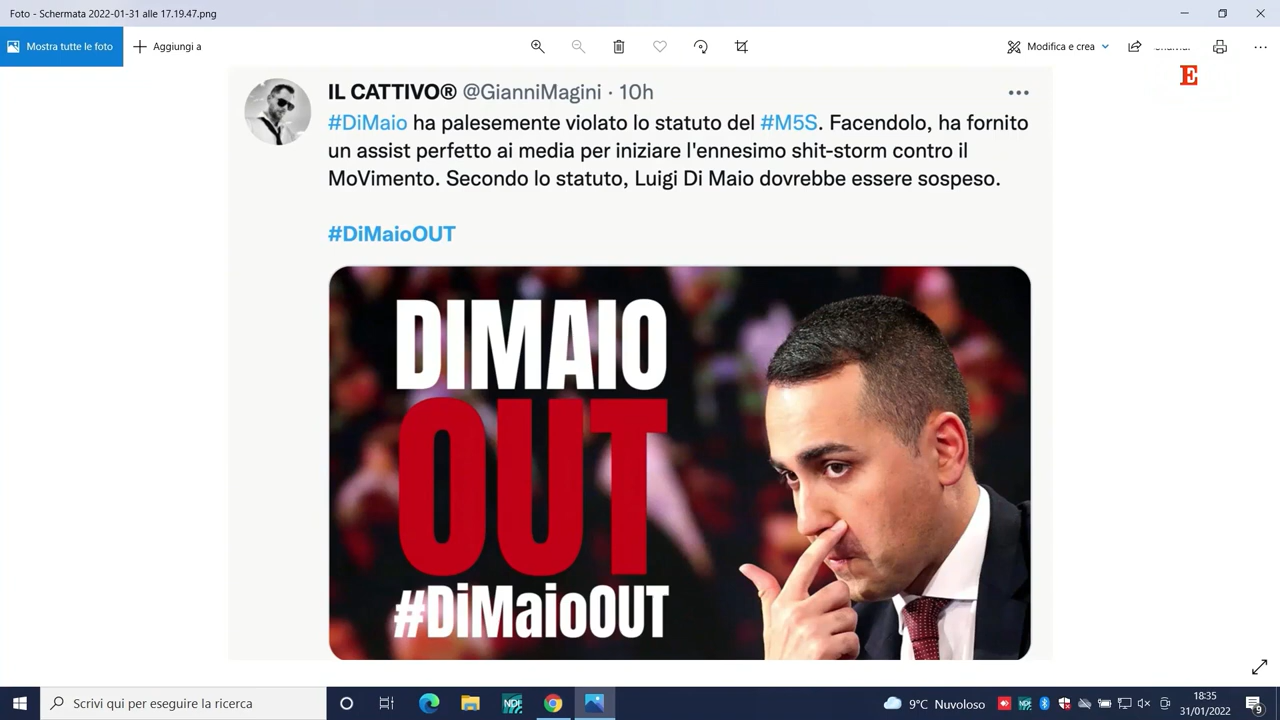 Foto - Schermata 2022-01-31 alle 17.19.47.png
Mostra tutte le foto
Aggiungi a
Modifica e crea
E
IL CATTIVO® @GianniMagini · 10h
#DiMaio ha palesemente violato lo statuto del #M5S. Facendolo, ha fornito
un assist perfetto ai media per iniziare l'ennesimo shit-storm contro il
MoVimento. Secondo lo statuto, Luigi Di Maio dovrebbe essere sospeso.
#DiMaioOUT
DIMAIO
OUT
#DiMaioOUT
Scrivi qui per eseguire la ricerca
NDI
9°C Nuvoloso
18:35
31/01/2022
9